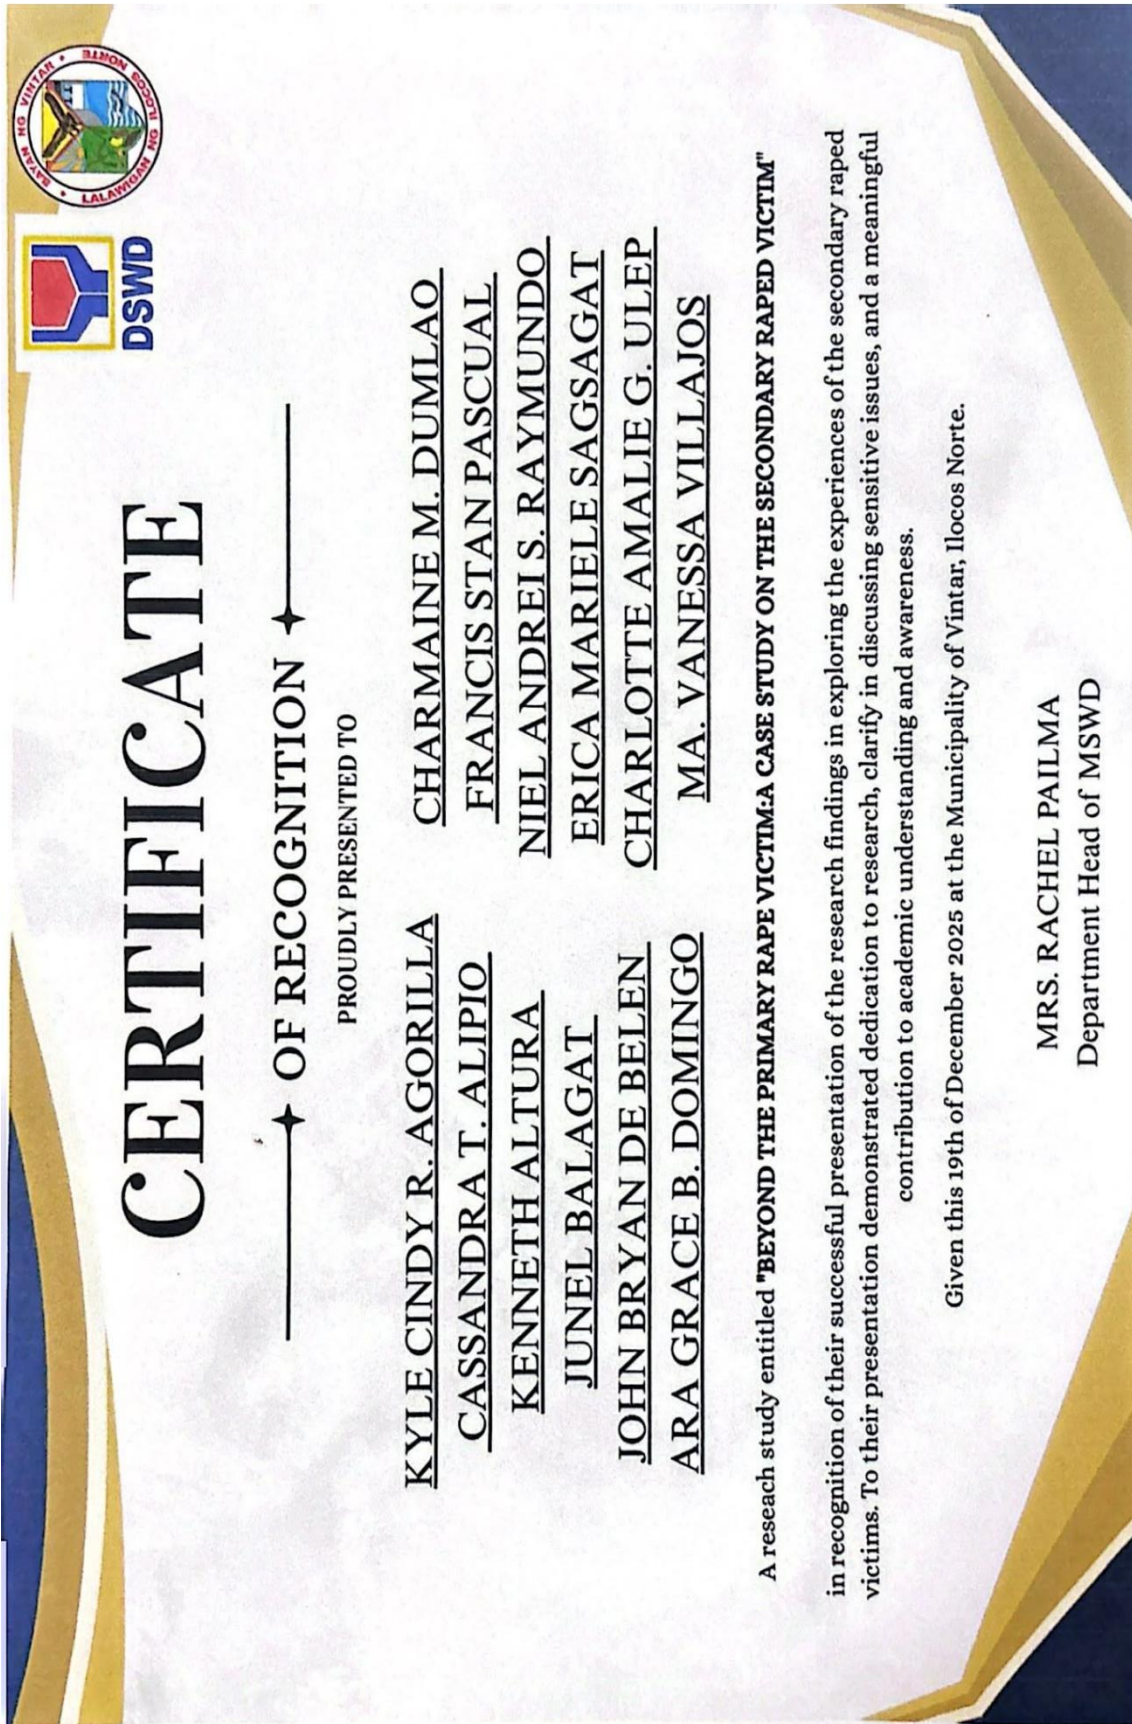 BAYAN NG VINTAR
LALAWIGAN NG ILOCOS NORTE
DSWD
CERTIFICATE
OF RECOGNITION
PROUDLY PRESENTED TO
KYLE CINDY R. AGORILLA
CASSANDRA T. ALIPIO
KENNETH ALTURA
JUNEL BALAGAT
JOHN BRYAN DE BELEN
ARA GRACE B. DOMINGO
CHARMAINE M. DUMLAO
FRANCIS STAN PASCUAL
NIEL ANDREI S. RAYMUNDO
ERICA MARIELE SAGSAGAT
CHARLOTTE AMALIE G. ULEP
MA. VANESSA VILLAJOS
A reseach study entitled "BEYOND THE PRIMARY RAPE VICTIM:A CASE STUDY ON THE SECONDARY RAPED VICTIM"
in recognition of their successful presentation of the research findings in exploring the experiences of the secondary raped
victims. To their presentation demonstrated dedication to research, clarify in discussing sensitive issues, and a meaningful
contribution to academic understanding and awareness.
Given this 19th of December 2025 at the Municipality of Vintar, Ilocos Norte.
MRS. RACHEL PAILMA
Department Head of MSWD